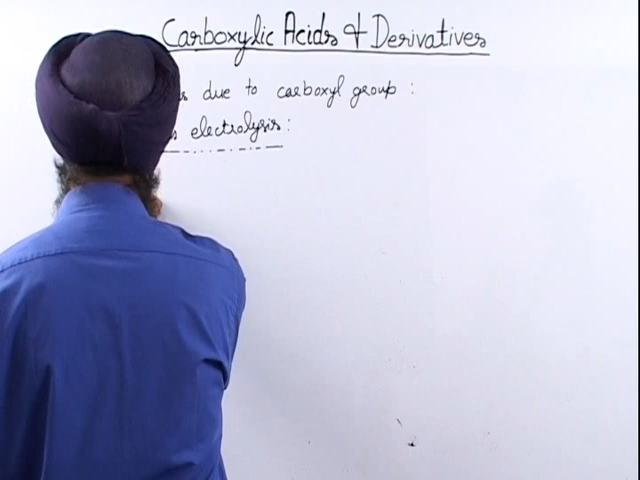 Carboxylic Acids & Derivatives
due to carboxyl group :
electrolysis :